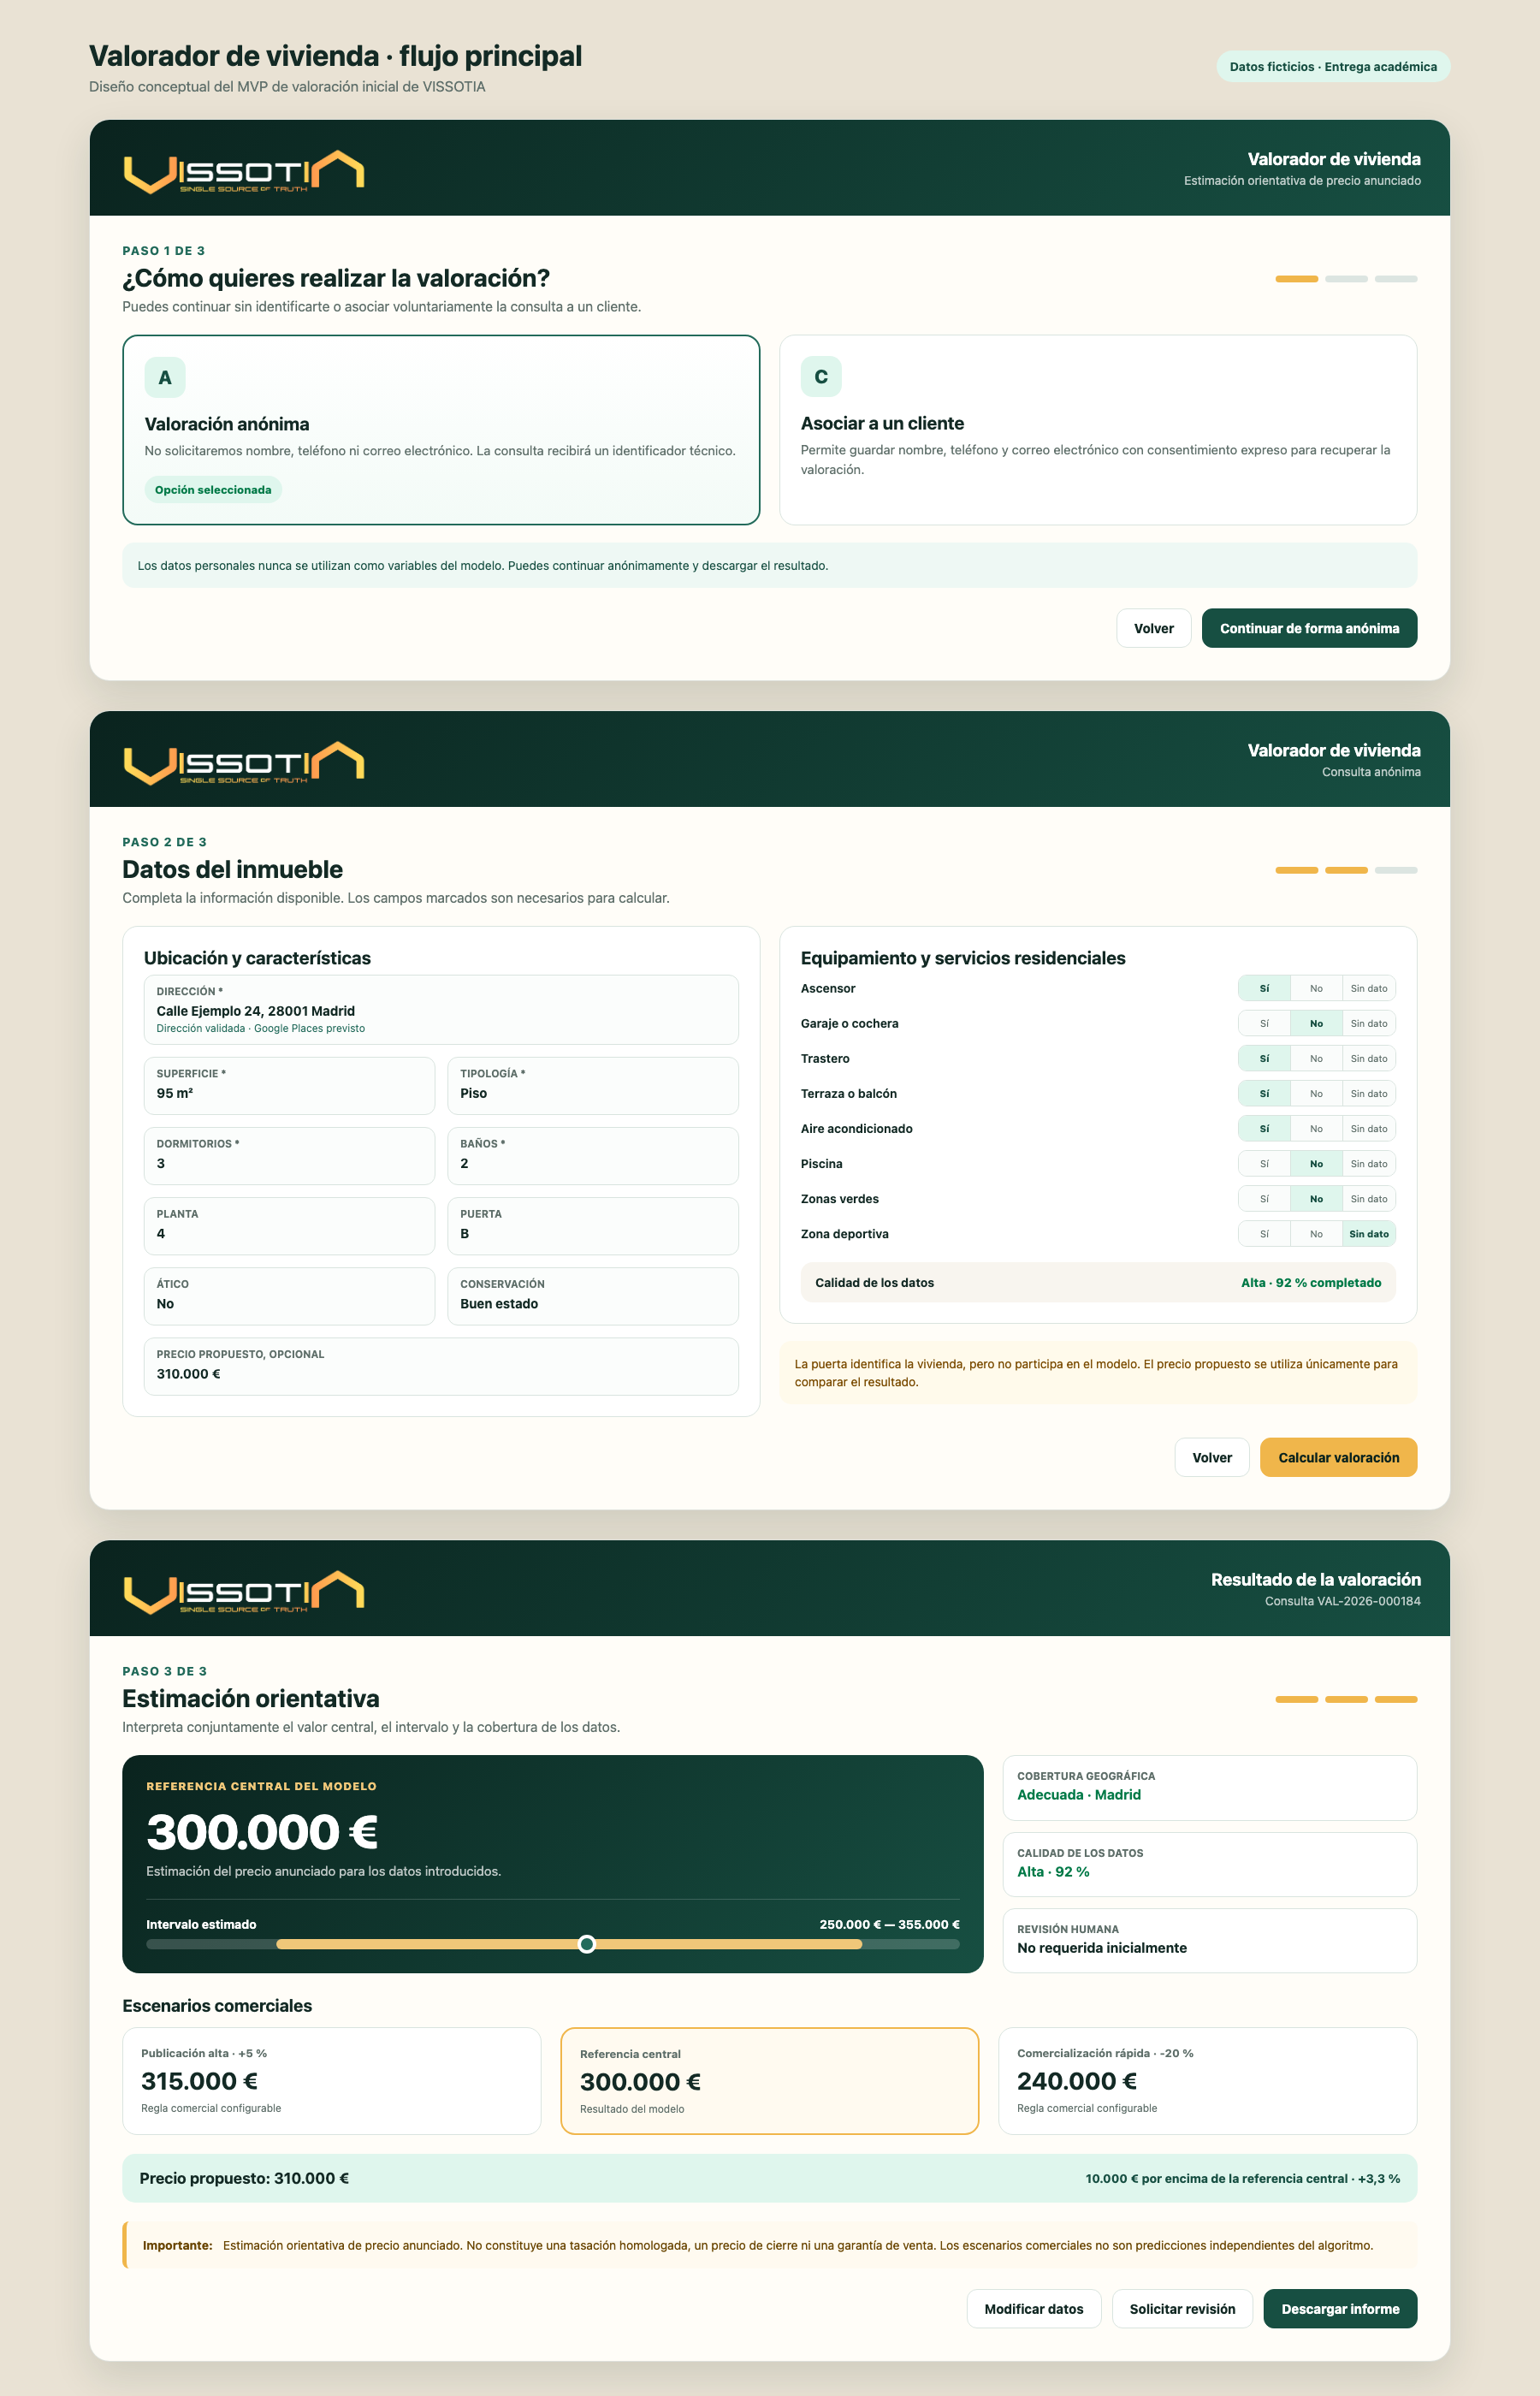 Valorador de vivienda · flujo principal
Diseño conceptual del MVP de valoración inicial de VISSOTIA
Datos ficticios · Entrega académica
VISSOTIA
SINGLE SOURCE OF TRUTH
Valorador de vivienda
Estimación orientativa de precio anunciado
PASO 1 DE 3
¿Cómo quieres realizar la valoración?
Puedes continuar sin identificarte o asociar voluntariamente la consulta a un cliente.
A
Valoración anónima
No solicitaremos nombre, teléfono ni correo electrónico. La consulta recibirá un identificador técnico.
Opción seleccionada
C
Asociar a un cliente
Permite guardar nombre, teléfono y correo electrónico con consentimiento expreso para recuperar la
valoración.
Los datos personales nunca se utilizan como variables del modelo. Puedes continuar anónimamente y descargar el resultado.
Volver
Continuar de forma anónima
VISSOTIA
SINGLE SOURCE OF TRUTH
Valorador de vivienda
Consulta anónima
PASO 2 DE 3
Datos del inmueble
Completa la información disponible. Los campos marcados son necesarios para calcular.
Ubicación y características
DIRECCIÓN *
Calle Ejemplo 24, 28001 Madrid
Dirección validada · Google Places previsto
SUPERFICIE *
95 m²
TIPOLOGÍA *
Piso
DORMITORIOS *
3
BAÑOS *
2
PLANTA
4
PUERTA
B
ÁTICO
No
CONSERVACIÓN
Buen estado
PRECIO PROPUESTO, OPCIONAL
310.000 €
Equipamiento y servicios residenciales
Ascensor Sí No Sin dato
Garaje o cochera Sí No Sin dato
Trastero Sí No Sin dato
Terraza o balcón Sí No Sin dato
Aire acondicionado Sí No Sin dato
Piscina Sí No Sin dato
Zonas verdes Sí No Sin dato
Zona deportiva Sí No Sin dato
Calidad de los datos Alta · 92 % completado
La puerta identifica la vivienda, pero no participa en el modelo. El precio propuesto se utiliza únicamente para
comparar el resultado.
Volver
Calcular valoración
VISSOTIA
SINGLE SOURCE OF TRUTH
Resultado de la valoración
Consulta VAL-2026-000184
PASO 3 DE 3
Estimación orientativa
Interpreta conjuntamente el valor central, el intervalo y la cobertura de los datos.
REFERENCIA CENTRAL DEL MODELO
300.000 €
Estimación del precio anunciado para los datos introducidos.
Intervalo estimado 250.000 € — 355.000 €
COBERTURA GEOGRÁFICA
Adecuada · Madrid
CALIDAD DE LOS DATOS
Alta · 92 %
REVISIÓN HUMANA
No requerida inicialmente
Escenarios comerciales
Publicación alta · +5 %
315.000 €
Regla comercial configurable
Referencia central
300.000 €
Resultado del modelo
Comercialización rápida · -20 %
240.000 €
Regla comercial configurable
Precio propuesto: 310.000 € 10.000 € por encima de la referencia central · +3,3 %
Importante: Estimación orientativa de precio anunciado. No constituye una tasación homologada, un precio de cierre ni una garantía de venta. Los escenarios comerciales no son predicciones independientes del algoritmo.
Modificar datos
Solicitar revisión
Descargar informe